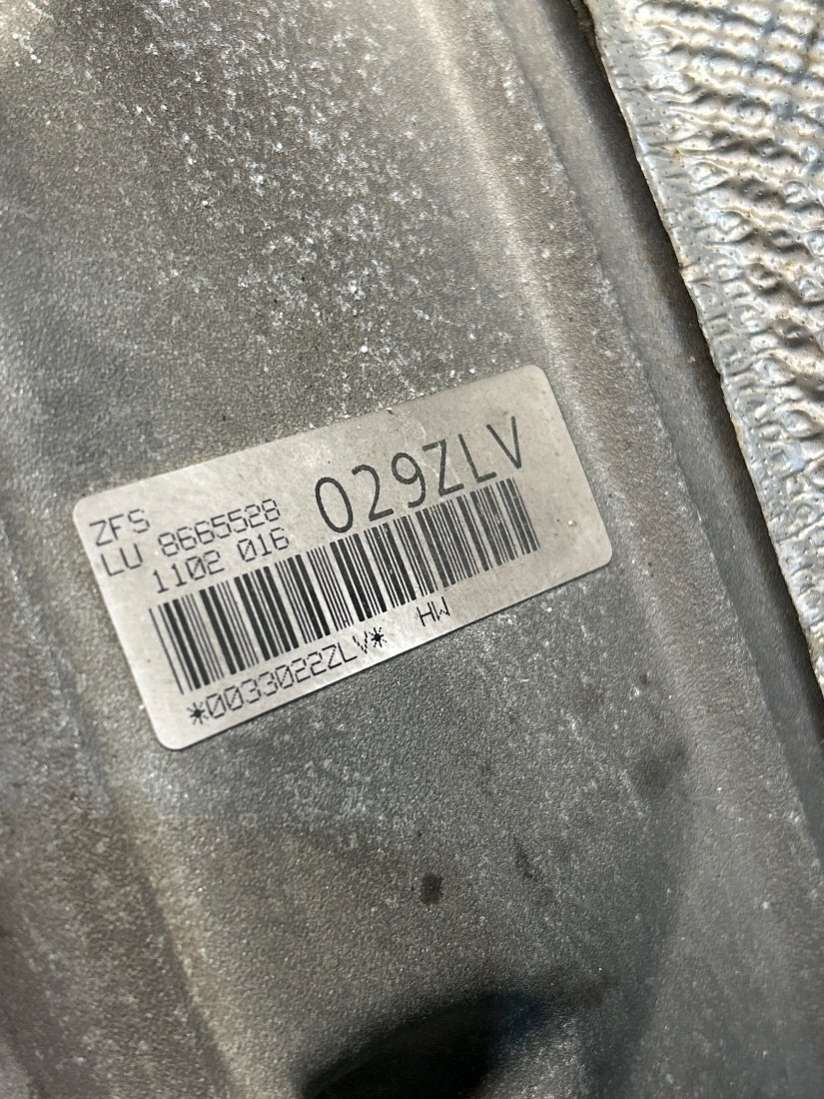 ZFS
LU 8665528
1102 016
029ZLV
*0033022ZLV* HW